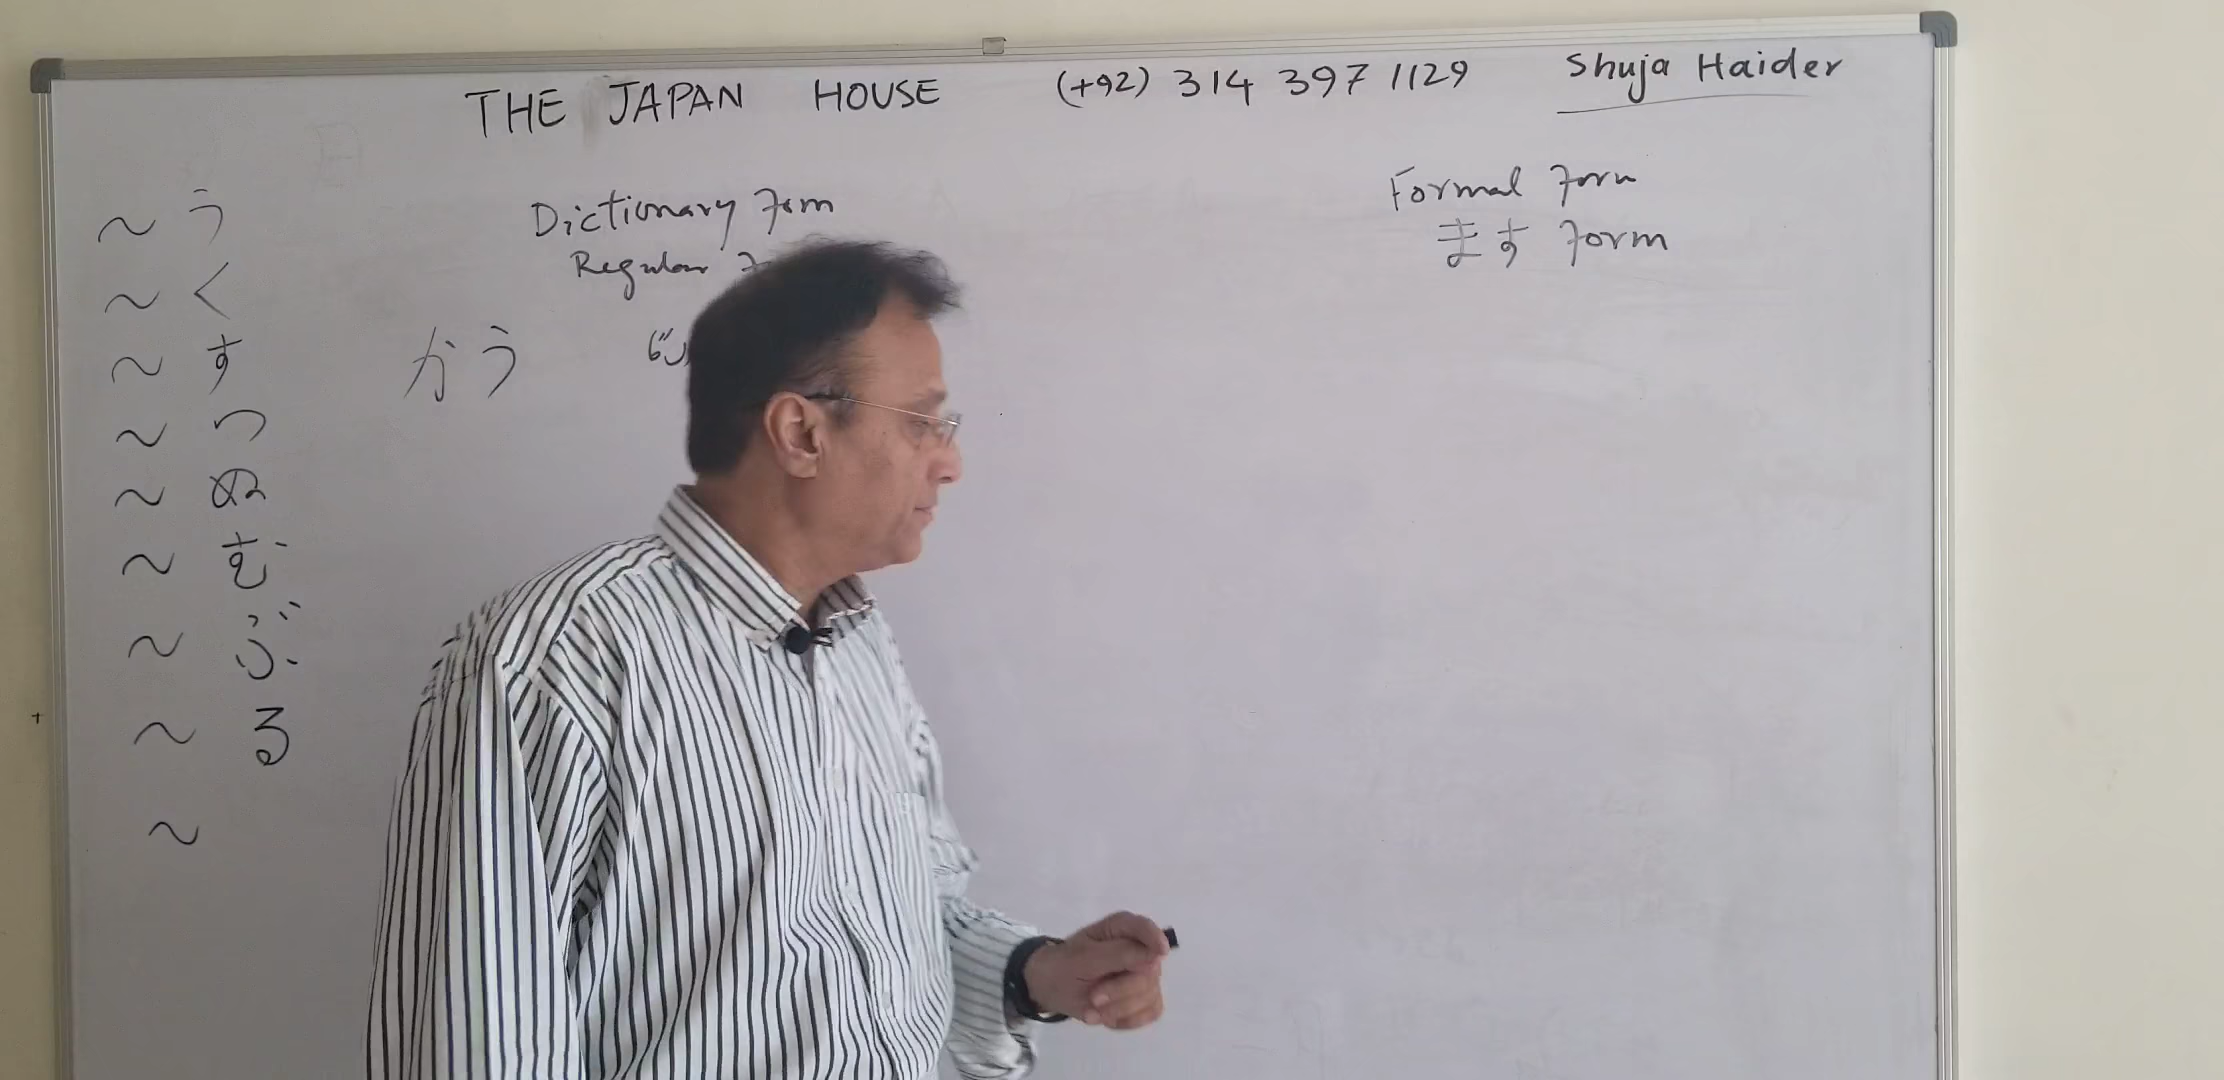 THE JAPAN HOUSE (+92) 314 397 1129 Shuja Haider
Dictionary Form
Regular
Formal Form
ます Form
~う
~く
~す
~つ
~ぬ
~む
~ぶ
~る
~
かう